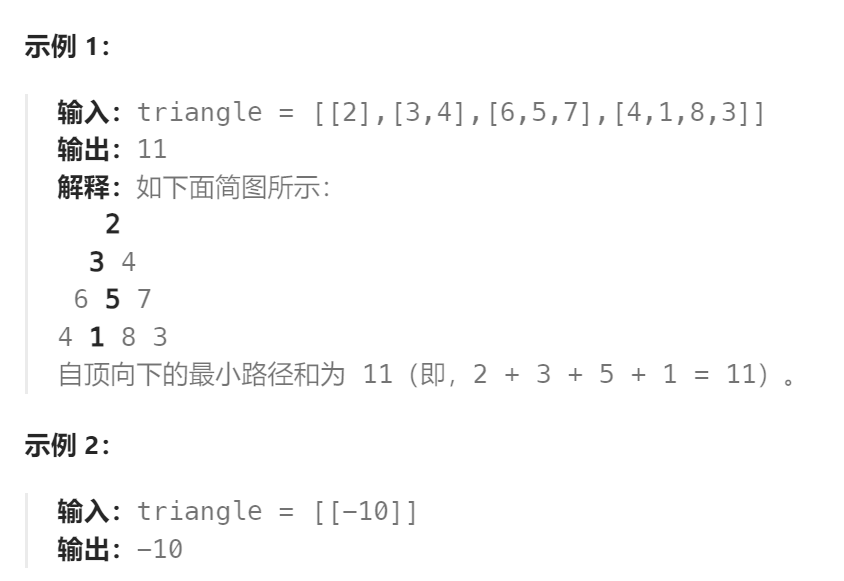 示例 1：
输入：triangle = [[2],[3,4],[6,5,7],[4,1,8,3]]
输出：11
解释：如下面简图所示：
2
3 4
6 5 7
4 1 8 3
自顶向下的最小路径和为 11（即，2 + 3 + 5 + 1 = 11）。
示例 2：
输入：triangle = [[-10]]
输出：-10